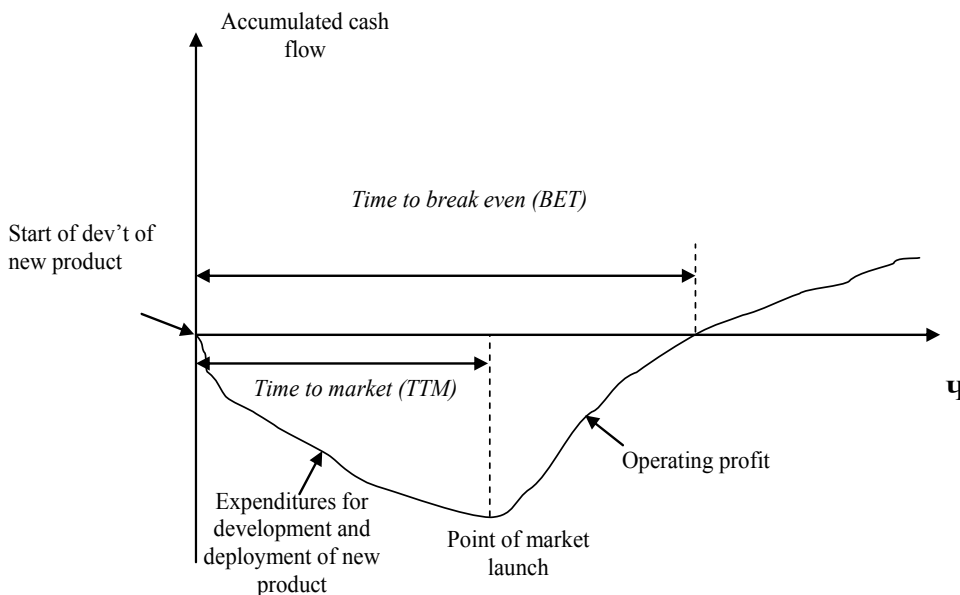 Accumulated cash
flow
Time to break even (BET)
Start of dev’t of
new product
Time to market (TTM)
Operating profit
Expenditures for
development and
deployment of new
product
Point of market
launch